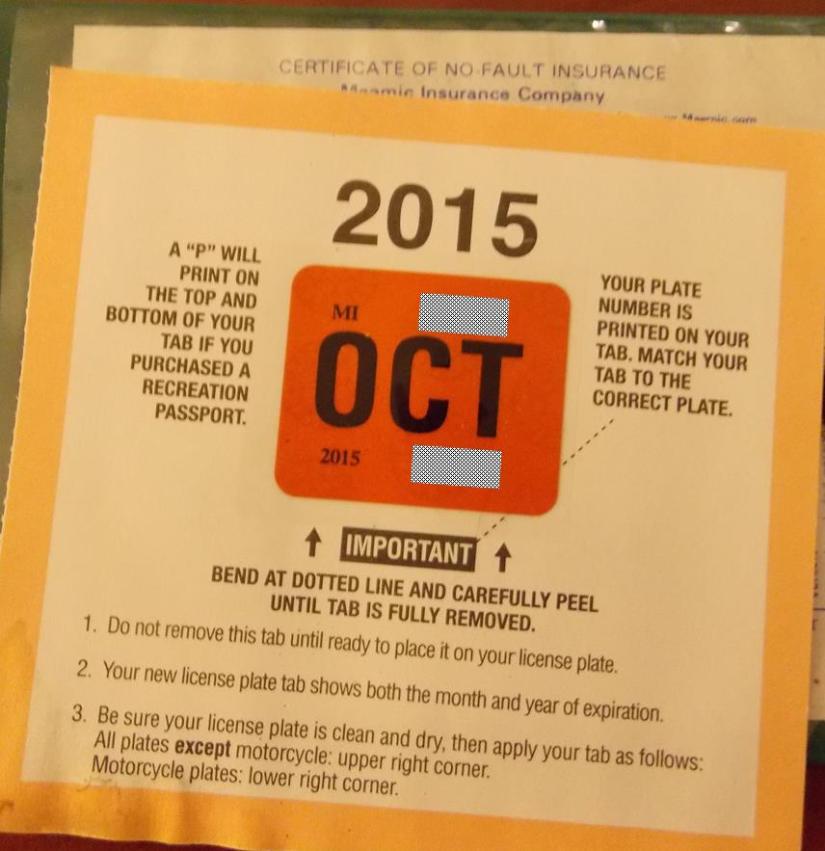 CERTIFICATE OF NO-FAULT INSURANCE
Meemic Insurance Company
2015
A "P" WILL
PRINT ON
THE TOP AND
BOTTOM OF YOUR
TAB IF YOU
PURCHASED A
RECREATION
PASSPORT.
MI
OCT
2015
YOUR PLATE
NUMBER IS
PRINTED ON YOUR
TAB. MATCH YOUR
TAB TO THE
CORRECT PLATE.
IMPORTANT
BEND AT DOTTED LINE AND CAREFULLY PEEL
UNTIL TAB IS FULLY REMOVED.
1. Do not remove this tab until ready to place it on your license plate.
2. Your new license plate tab shows both the month and year of expiration.
3. Be sure your license plate is clean and dry, then apply your tab as follows:
All plates except motorcycle: upper right corner.
Motorcycle plates: lower right corner.